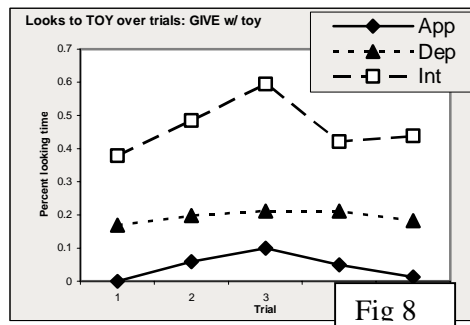 Looks to TOY over trials: GIVE w/ toy
App
Dep
Int
Percent looking time
0.7
0.6
0.5
0.4
0.3
0.2
0.1
0
1
2
3
Trial
Fig 8